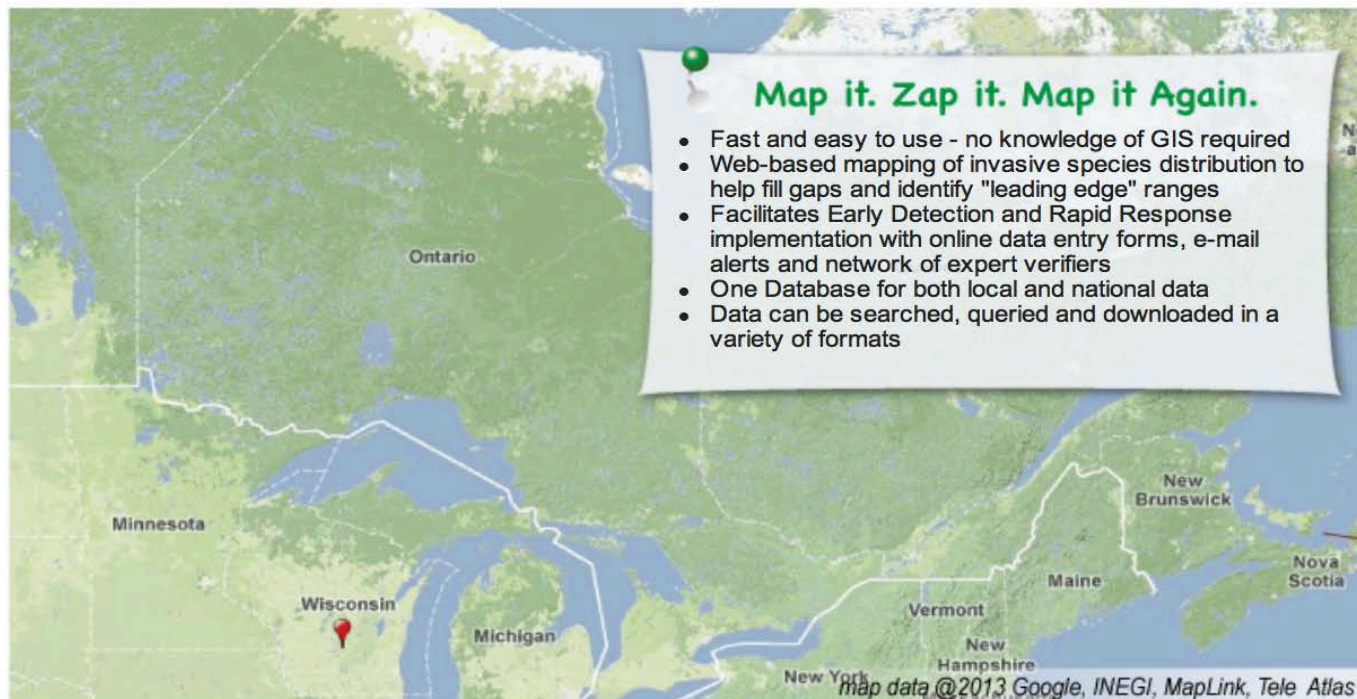 Map it. Zap it. Map it Again.
• Fast and easy to use - no knowledge of GIS required
• Web-based mapping of invasive species distribution to
help fill gaps and identify "leading edge" ranges
• Facilitates Early Detection and Rapid Response
implementation with online data entry forms, e-mail
alerts and network of expert verifiers
• One Database for both local and national data
• Data can be searched, queried and downloaded in a
variety of formats
Ontario
Minnesota
Wisconsin
Michigan
New
Brunswick
Nova
Scotia
Maine
Vermont
New
Hampshire
New York
map data @2013 Google, INEGI, MapLink, Tele Atlas